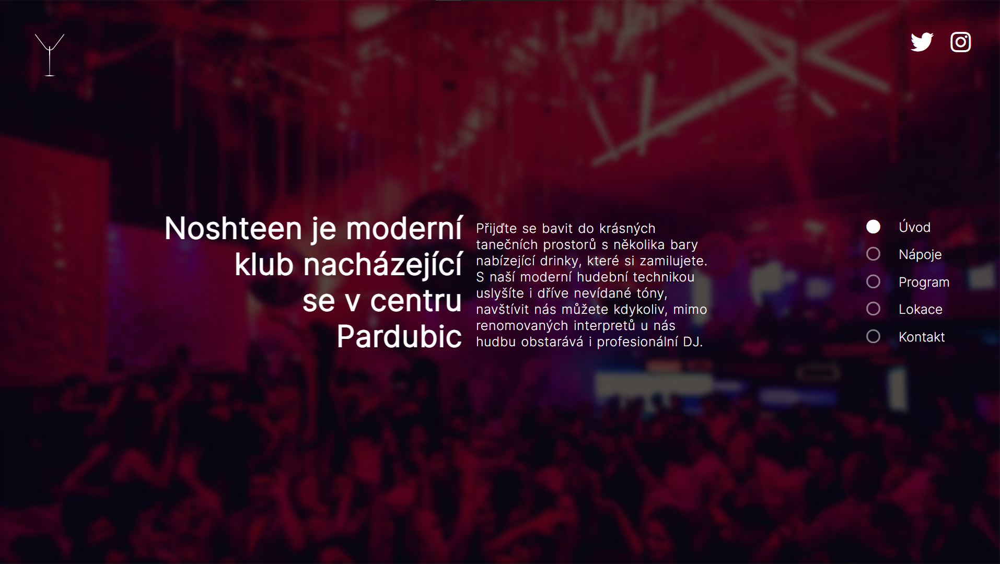 Noshteen je moderní
klub nacházející
se v centru
Pardubic
Přijďte se bavit do krásných
tanečních prostorů s několika bary
nabízející drinky, které si zamilujete.
S naší moderní hudební technikou
uslyšíte i dříve nevídané tóny,
navštívit nás můžete kdykoliv, mimo
renomovaných interpretů u nás
hudbu obstarává i profesionální DJ.
Úvod
Nápoje
Program
Lokace
Kontakt